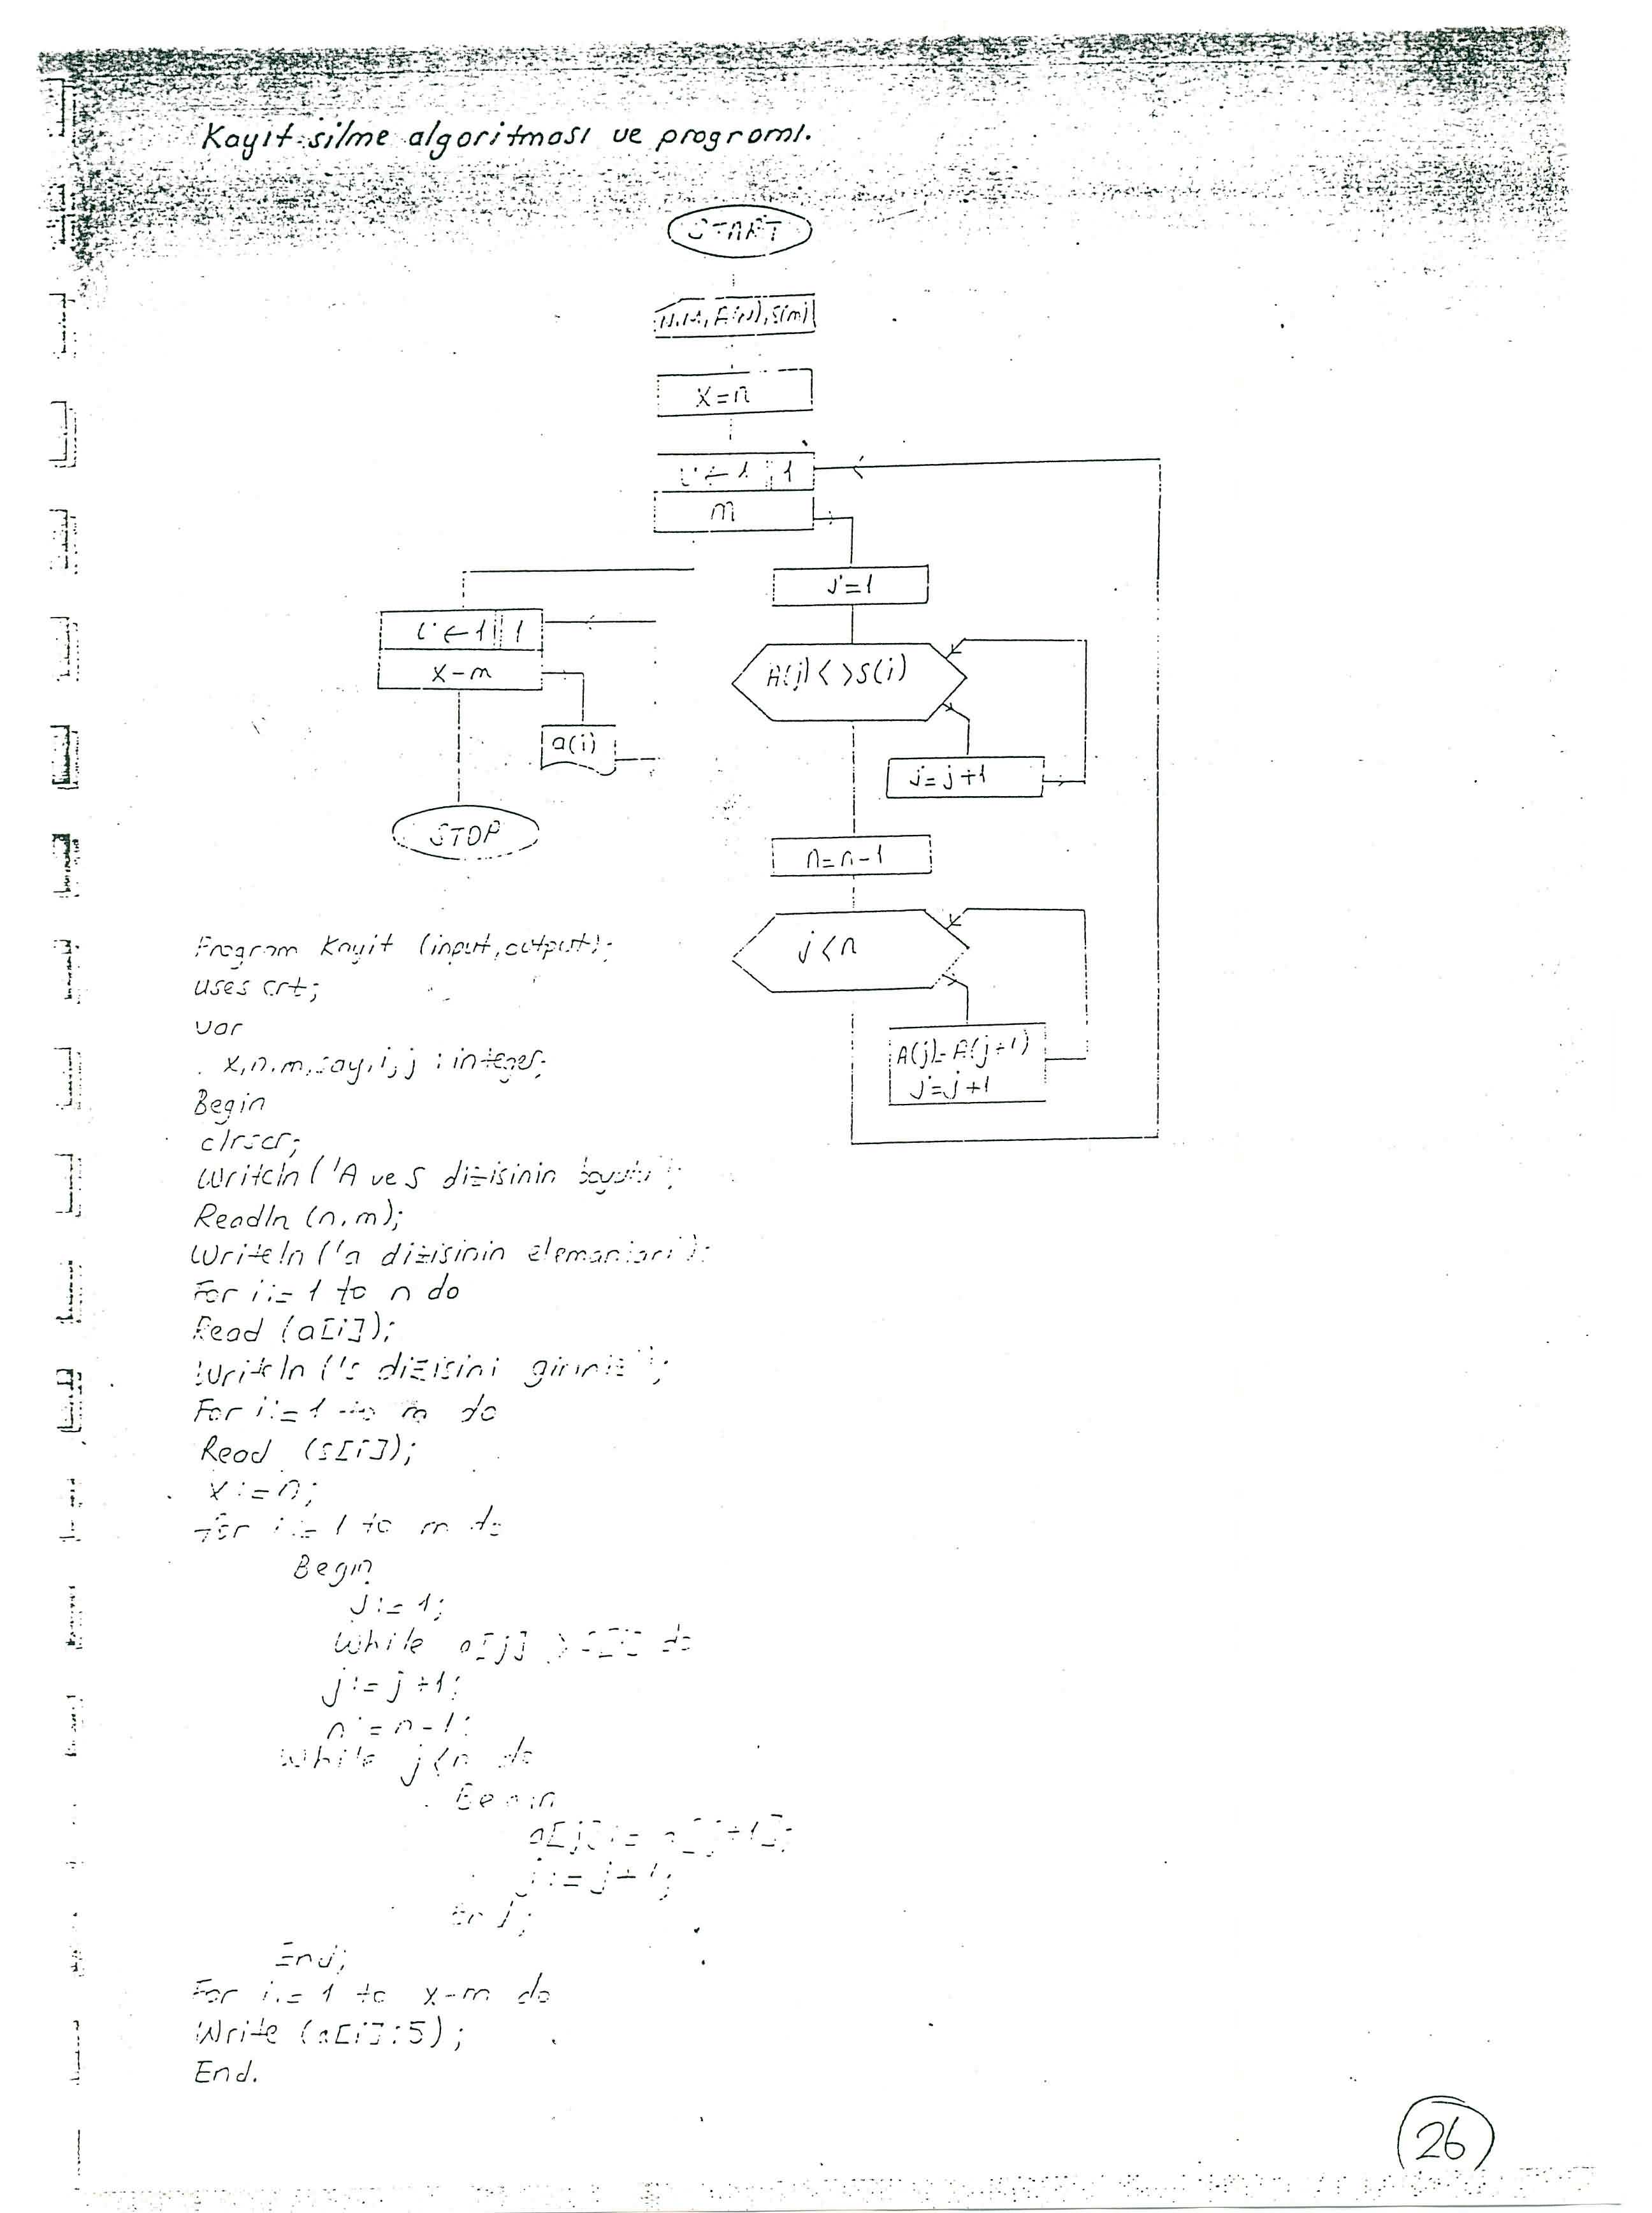 Kayıt silme algoritması ve programı.
START
N,M,A(N),S(m)
x=n
i←1 1
m
j=1
i←1 1
A(j)<>S(i)
x-m
a(i)
j=j+1
STOP
n=n-1
j<n
A(j)=A(j+1)
j=j+1
Program Kayit (input,output);
uses crt;
var
x,n,m,say,i,j : integer;
Begin
clrscr;
Writeln ('A ve S dizisinin boyutu');
Readln (n,m);
Writeln ('a dizisinin elemanlari');
For i:=1 to n do
Read (a[i]);
Writeln ('s dizisini giriniz');
For i:=1 to m do
Read (s[i]);
x:=n;
for i:=1 to m do
Begin
j:=1;
While a[j] > do
j:=j+1;
n:=n-1;
While j<n do
Begin
a[j]:=a[j+1];
j:=j+1;
End;
End;
For i:=1 to x-m do
Write (a[i]:5);
End.
26